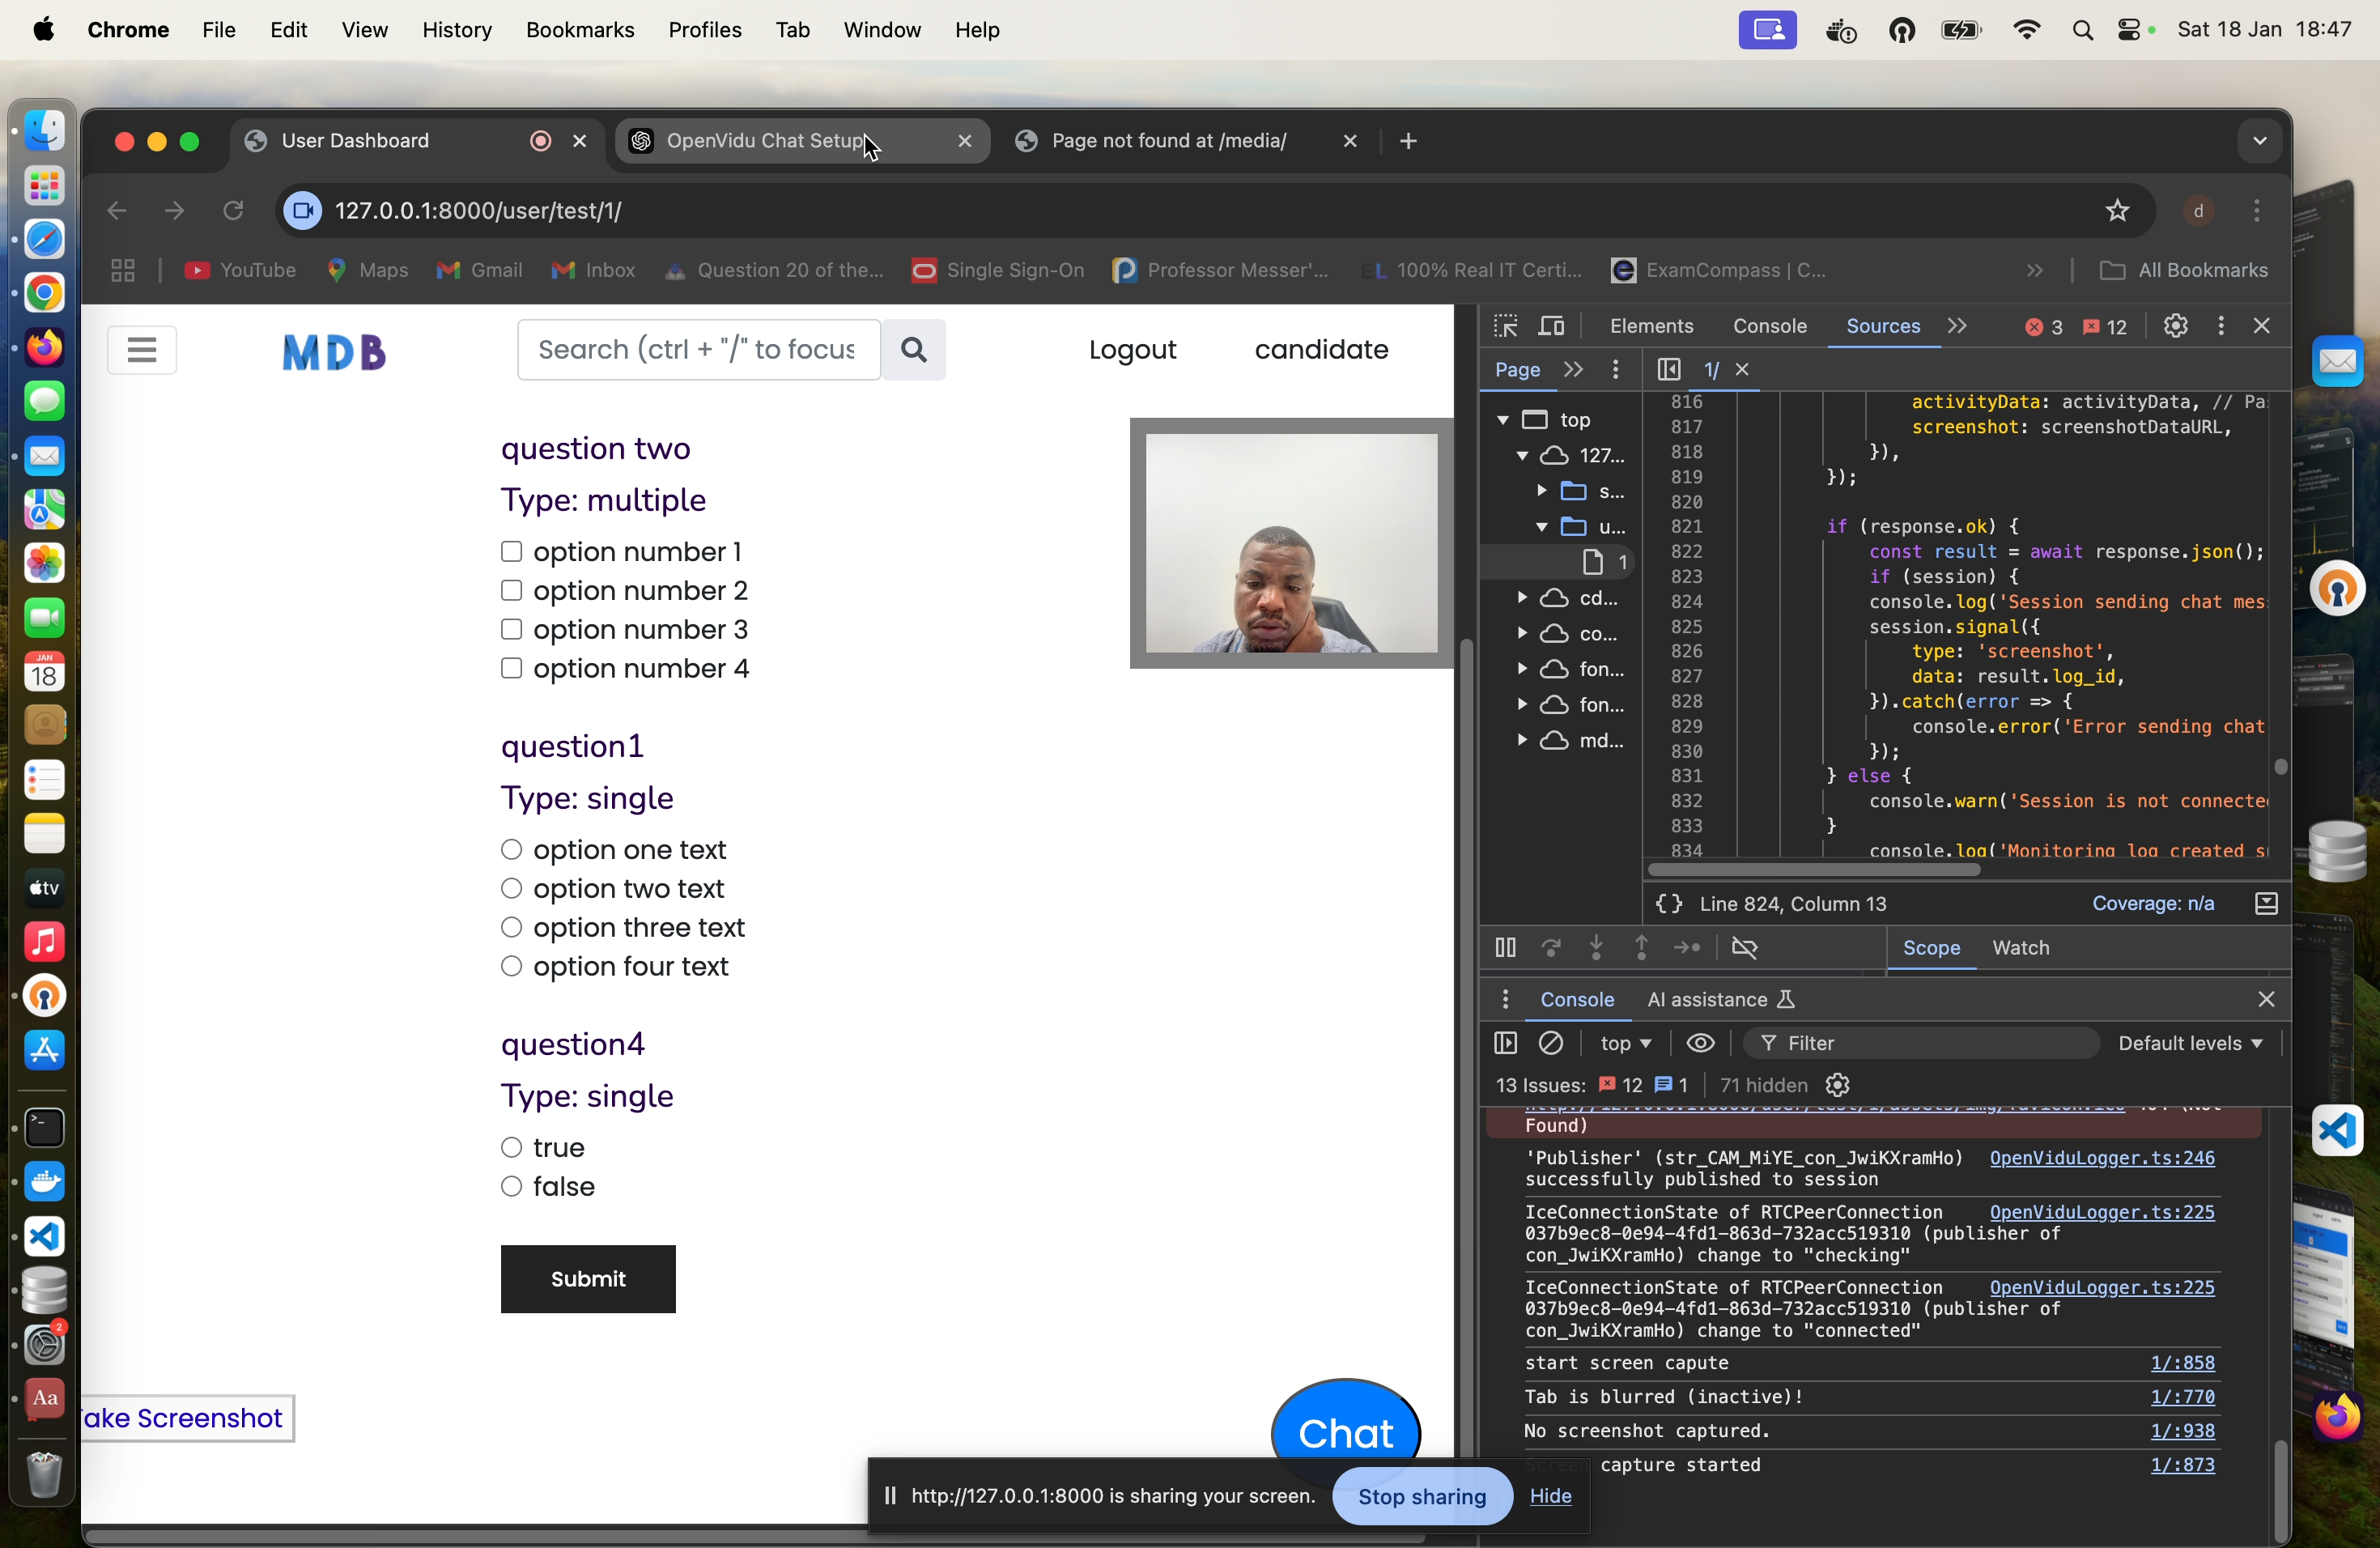 Chrome File Edit View History Bookmarks Profiles Tab Window Help Sat 18 Jan 18:47
User Dashboard OpenVidu Chat Setup Page not found at /media/
127.0.0.1:8000/user/test/1/ d
YouTube Maps Gmail Inbox Question 20 of the... Single Sign-On Professor Messer'... 100% Real IT Certi... ExamCompass | C... All Bookmarks
MDB Search (ctrl + "/" to focus Logout candidate
question two
Type: multiple
option number 1
option number 2
option number 3
option number 4
question1
Type: single
option one text
option two text
option three text
option four text
question4
Type: single
true
false
Submit
ake Screenshot
Chat
http://127.0.0.1:8000 is sharing your screen. Stop sharing Hide
Elements Console Sources 3 12
Page 1/
top
127...
s...
u...
1
cd...
co...
fon...
fon...
md...
816 activityData: activityData, // Pa
817 screenshot: screenshotDataURL,
818 }),
819 });
820
821 if (response.ok) {
822 const result = await response.json();
823 if (session) {
824 console.log('Session sending chat mes
825 session.signal({
826 type: 'screenshot',
827 data: result.log_id,
828 }).catch(error => {
829 console.error('Error sending chat
830 });
831 } else {
832 console.warn('Session is not connecte
833 }
834 console.log('Monitoring log created s
{} Line 824, Column 13 Coverage: n/a
Scope Watch
Console AI assistance
top Filter Default levels
13 Issues: 12 1 71 hidden
Found)
'Publisher' (str_CAM_MiYE_con_JwiKXramHo) OpenViduLogger.ts:246
successfully published to session
IceConnectionState of RTCPeerConnection OpenViduLogger.ts:225
037b9ec8-0e94-4fd1-863d-732acc519310 (publisher of
con_JwiKXramHo) change to "checking"
IceConnectionState of RTCPeerConnection OpenViduLogger.ts:225
037b9ec8-0e94-4fd1-863d-732acc519310 (publisher of
con_JwiKXramHo) change to "connected"
start screen capute 1/:858
Tab is blurred (inactive)! 1/:770
No screenshot captured. 1/:938
Screen capture started 1/:873
JAN
18
tv
Aa
2